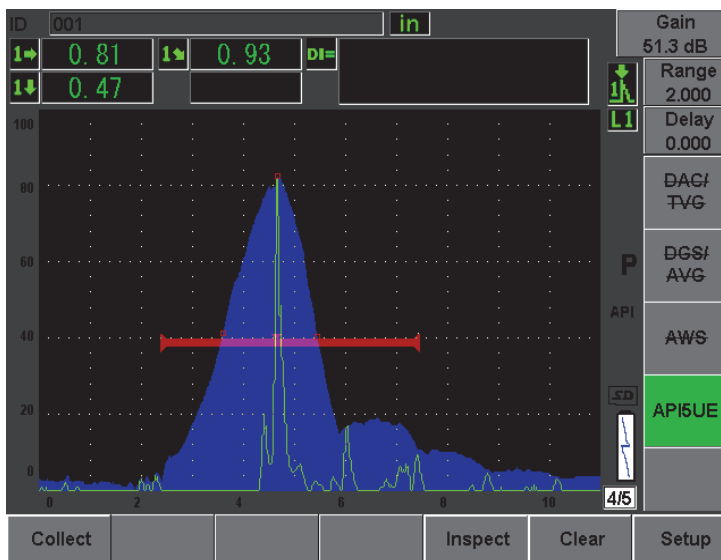 ID 001 in
Gain
51.3 dB
1 0.81 1 0.93 DI=
1 0.47
1
Range
2.000
L1
Delay
0.000
100
80
60
40
20
0
0 2 4 6 8 10
DAC/
TVG
DGS/
AVG
P
API
AWS
SD
API5UE
4/5
Collect Inspect Clear Setup